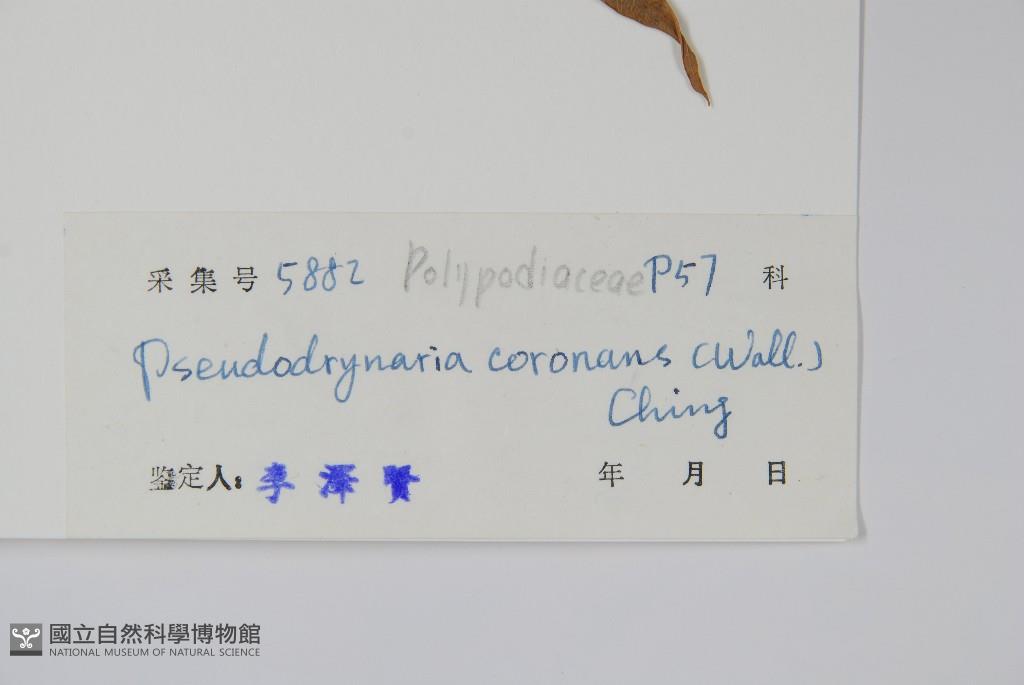 采集号 5882 Polypodiaceae P57 科
Pseudodrynaria coronans (Wall.)
Ching
鉴定人: 李澤賢 年 月 日
國立自然科學博物館
NATIONAL MUSEUM OF NATURAL SCIENCE